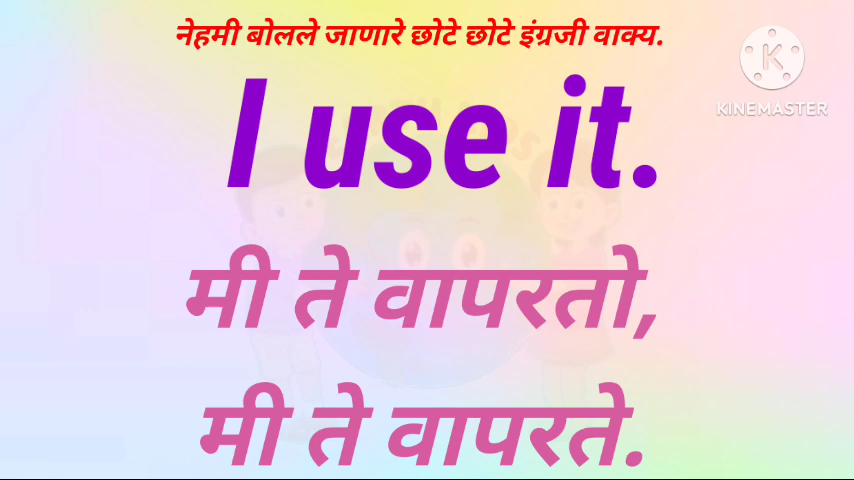 नेहमी बोलले जाणारे छोटे छोटे इंग्रजी वाक्य.
K
KINEMASTER
I use it.
मी ते वापरतो,
मी ते वापरते.